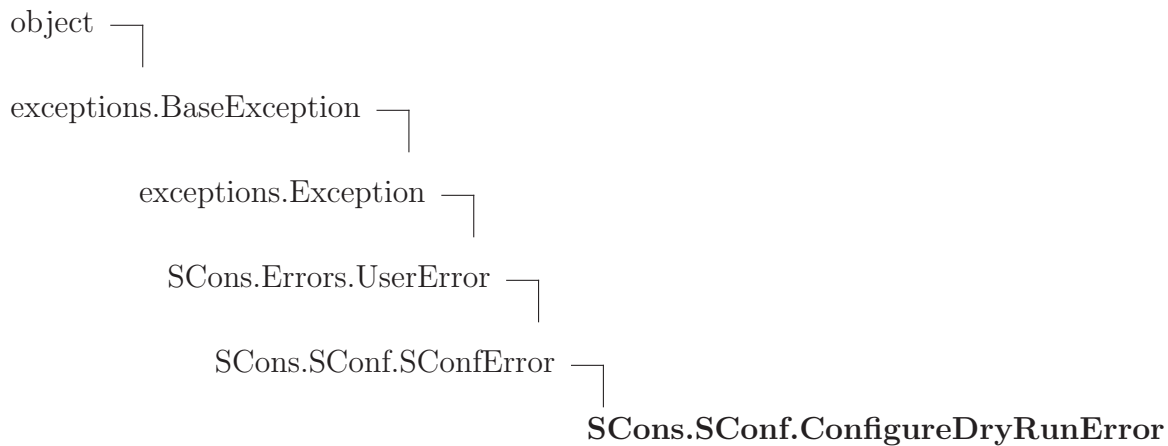 object
exceptions.BaseException
exceptions.Exception
SCons.Errors.UserError
SCons.SConf.SConfError
SCons.SConf.ConfigureDryRunError